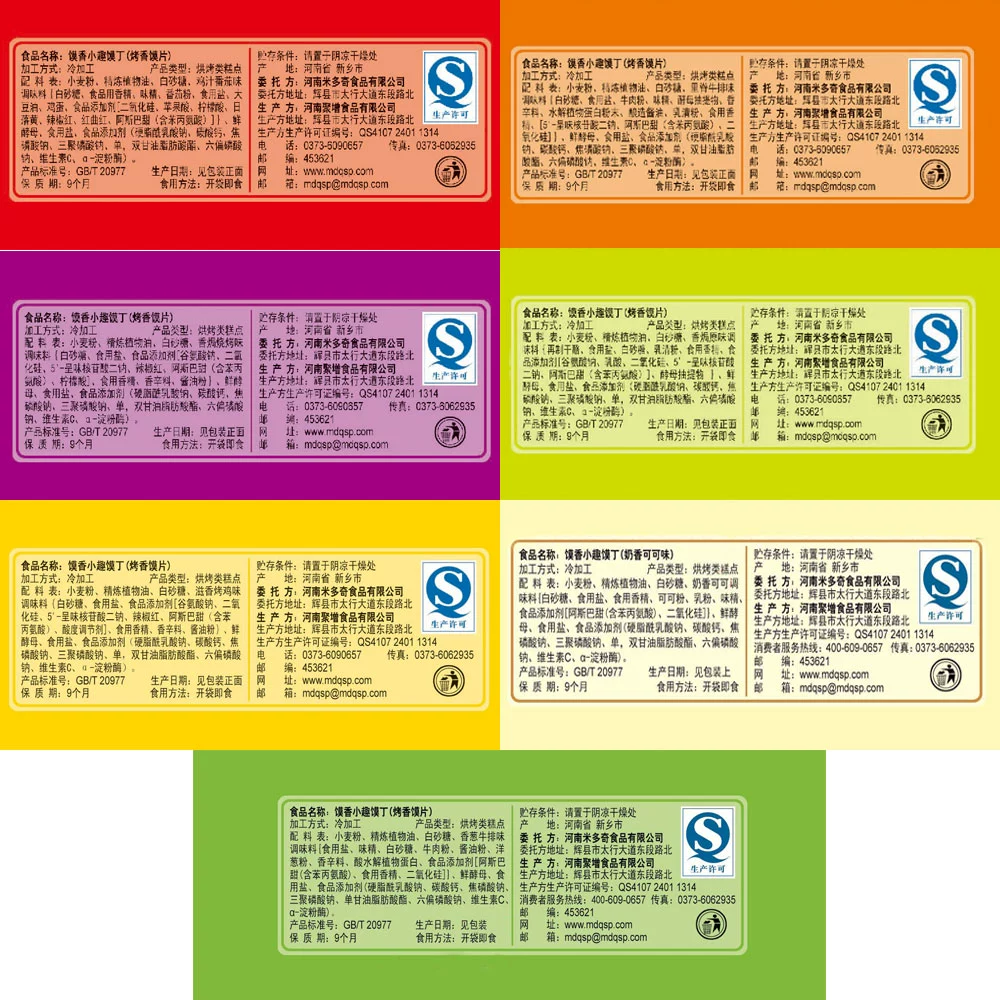 食品名称：馍香小趣馍丁(烤香馍片)
加工方式：冷加工 产品类型：烘烤类糕点
配 料 表：小麦粉、精炼植物油、白砂糖、鸡汁番茄味
调味料{白砂糖、食品用香精、味精、番茄粉、食用盐、大
豆油、鸡蛋、食品添加剂[二氧化硅、苹果酸、柠檬酸、日
落黄、辣椒红、红曲红、阿斯巴甜(含苯丙氨酸)]}、鲜
酵母、食用盐、食品添加剂(硬脂酰乳酸钠、碳酸钙、焦
磷酸钠、三聚磷酸钠、单，双甘油脂肪酸酯、六偏磷酸
钠、维生素C、α-淀粉酶)。
产品标准号：GB/T 20977 生产日期：见包装正面
保 质 期：9个月 食用方法：开袋即食
贮存条件：请置于阴凉干燥处
产 地：河南省 新乡市
委 托 方：河南米多奇食品有限公司
委托方地址：辉县市太行大道东段路北
生 产 方：河南聚增食品有限公司
生产方地址：辉县市太行大道东段路北
生产方生产许可证编号：QS4107 2401 1314
电 话：0373-6090657 传真：0373-6062935
邮 编：453621
网 址：www.mdqsp.com
邮 箱：mdqsp@mdqsp.com
QS
生产许可
食品名称：馍香小趣馍丁(烤香馍片)
加工方式：冷加工 产品类型：烘烤类糕点
配 料 表：小麦粉、精炼植物油、白砂糖、里脊牛排味
调味料{白砂糖、食用盐、牛肉粉、味精、酵母抽提物、香
辛料、水解植物蛋白粉末、酿造酱油、乳清粉、食用香
精、[5'-呈味核苷酸二钠、阿斯巴甜(含苯丙氨酸)、二
氧化硅]}、鲜酵母、食用盐、食品添加剂(硬脂酰乳酸
钠、碳酸钙、焦磷酸钠、三聚磷酸钠、单，双甘油脂肪
酸酯、六偏磷酸钠、维生素C、α-淀粉酶)。
产品标准号：GB/T 20977 生产日期：见包装正面
保 质 期：9个月 食用方法：开袋即食
贮存条件：请置于阴凉干燥处
产 地：河南省 新乡市
委 托 方：河南米多奇食品有限公司
委托方地址：辉县市太行大道东段路北
生 产 方：河南聚增食品有限公司
生产方地址：辉县市太行大道东段路北
生产方生产许可证编号：QS4107 2401 1314
电 话：0373-6090657 传真：0373-6062935
邮 编：453621
网 址：www.mdqsp.com
邮 箱：mdqsp@mdqsp.com
QS
生产许可
食品名称：馍香小趣馍丁(烤香馍片)
加工方式：冷加工 产品类型：烘烤类糕点
配 料 表：小麦粉、精炼植物油、白砂糖、香焗烧烤味
调味料{白砂糖、食用盐、食品添加剂[谷氨酸钠、二氧
化硅、5'-呈味核苷酸二钠、辣椒红、阿斯巴甜(含苯丙
氨酸)、柠檬酸]、食用香精、香辛料、酱油粉}、鲜酵
母、食用盐、食品添加剂(硬脂酰乳酸钠、碳酸钙、焦
磷酸钠、三聚磷酸钠、单，双甘油脂肪酸酯、六偏磷酸
钠、维生素C、α-淀粉酶)。
产品标准号：GB/T 20977 生产日期：见包装正面
保 质 期：9个月 食用方法：开袋即食
贮存条件：请置于阴凉干燥处
产 地：河南省 新乡市
委 托 方：河南米多奇食品有限公司
委托方地址：辉县市太行大道东段路北
生 产 方：河南聚增食品有限公司
生产方地址：辉县市太行大道东段路北
生产方生产许可证编号：QS4107 2401 1314
电 话：0373-6090857 传真：0373-6062935
邮 编：453621
网 址：www.mdqsp.com
邮 箱：mdqsp@mdqsp.com
QS
生产许可
食品名称：馍香小趣馍丁(烤香馍片)
加工方式：冷加工 产品类型：烘烤类糕点
配 料 表：小麦粉、精炼植物油、白砂糖、香焗原味调
味料{再制干酪、食用盐、白砂糖、乳清粉、食用香精、食
品添加剂[谷氨酸钠、乳酸、二氧化硅、5'-呈味核苷酸
二钠、阿斯巴甜(含苯丙氨酸)]、酵母抽提物}、鲜
酵母、食用盐、食品添加剂(硬脂酰乳酸钠、碳酸钙、焦
磷酸钠、三聚磷酸钠、单，双甘油脂肪酸酯、六偏磷酸
钠、维生素C、α-淀粉酶)。
产品标准号：GB/T 20977 生产日期：见包装正面
保 质 期：9个月 食用方法：开袋即食
贮存条件：请置于阴凉干燥处
产 地：河南省 新乡市
委 托 方：河南米多奇食品有限公司
委托方地址：辉县市太行大道东段路北
生 产 方：河南聚增食品有限公司
生产方地址：辉县市太行大道东段路北
生产方生产许可证编号：QS4107 2401 1314
电 话：0373-6090657 传真：0373-6062935
邮 编：453621
网 址：www.mdqsp.com
邮 箱：mdqsp@mdqsp.com
QS
生产许可
食品名称：馍香小趣馍丁(烤香馍片)
加工方式：冷加工 产品类型：烘烤类糕点
配 料 表：小麦粉、精炼植物油、白砂糖、滋香烤鸡味
调味料{白砂糖、食用盐、食品添加剂[谷氨酸钠、二氧
化硅、5'-呈味核苷酸二钠、辣椒红、阿斯巴甜(含苯
丙氨酸)、酸度调节剂]、食用香精、香辛料、酱油粉}、鲜
酵母、食用盐、食品添加剂(硬脂酰乳酸钠、碳酸钙、焦
磷酸钠、三聚磷酸钠、单，双甘油脂肪酸酯、六偏磷酸
钠、维生素C、α-淀粉酶)。
产品标准号：GB/T 20977 生产日期：见包装正面
保 质 期：9个月 食用方法：开袋即食
贮存条件：请置于阴凉干燥处
产 地：河南省 新乡市
委 托 方：河南米多奇食品有限公司
委托方地址：辉县市太行大道东段路北
生 产 方：河南聚增食品有限公司
生产方地址：辉县市太行大道东段路北
生产方生产许可证编号：QS4107 2401 1314
电 话：0373-6090657 传真：0373-6062935
邮 编：453621
网 址：www.mdqsp.com
邮 箱：mdqsp@mdqsp.com
QS
生产许可
食品名称：馍香小趣馍丁(奶香可可味)
加工方式：冷加工 产品类型：烘烤类糕点
配 料 表：小麦粉、精炼植物油、白砂糖、奶香可可调
味料{白砂糖、食用盐、食用香精、可可粉、乳粉、味精、
食品添加剂[阿斯巴甜(含苯丙氨酸)、二氧化硅]}、鲜酵
母、食用盐、食品添加剂(硬脂酰乳酸钠、碳酸钙、焦
磷酸钠、三聚磷酸钠、单，双甘油脂肪酸酯、六偏磷酸
钠、维生素C、α-淀粉酶)。
产品标准号：GB/T 20977 生产日期：见包装上
保 质 期：9个月 食用方法：开袋即食
贮存条件：请置于阴凉干燥处
产 地：河南省 新乡市
委 托 方：河南米多奇食品有限公司
委托方地址：辉县市太行大道东段路北
生 产 方：河南聚增食品有限公司
生产方地址：辉县市太行大道东段路北
生产方生产许可证编号：QS4107 2401 1314
消费者服务热线：400-609-0657 传真：0373-6062935
邮 编：453621
网 址：www.mdqsp.com
邮 箱：mdqsp@mdqsp.com
QS
生产许可
食品名称：馍香小趣馍丁(烤香馍片)
加工方式：冷加工 产品类型：烘烤类糕点
配 料 表：小麦粉、精炼植物油、白砂糖、香葱牛排味
调味料{食用盐、味精、白砂糖、牛肉粉、酱油粉、洋
葱粉、香辛料、酸水解植物蛋白、食品添加剂[阿斯巴
甜(含苯丙氨酸)、食用香精、二氧化硅]}、鲜酵母、食
用盐、食品添加剂(硬脂酰乳酸钠、碳酸钙、焦磷酸钠、
三聚磷酸钠、单甘油脂肪酸酯、六偏磷酸钠、维生素C、
α-淀粉酶)。
产品标准号：GB/T 20977 生产日期：见包装
保 质 期：9个月 食用方法：开袋即食
贮存条件：请置于阴凉干燥处
产 地：河南省 新乡市
委 托 方：河南米多奇食品有限公司
委托方地址：辉县市太行大道东段路北
生 产 方：河南聚增食品有限公司
生产方地址：辉县市太行大道东段路北
生产方生产许可证编号：QS4107 2401 1314
消费者服务热线：400-609-0657 传真：0373-6062935
邮 编：453621
网 址：www.mdqsp.com
邮 箱：mdqsp@mdqsp.com
QS
生产许可